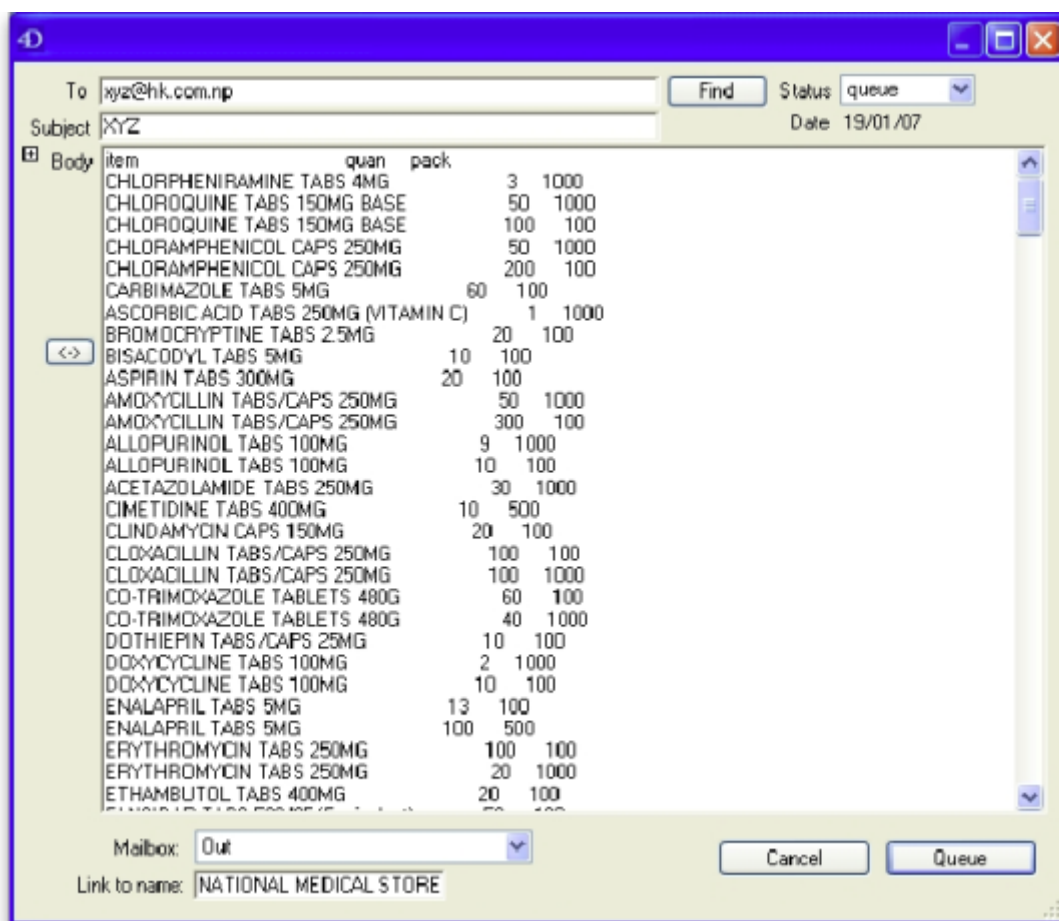 4D
To xyz@hk.com.np Find Status queue
Subject XYZ Date 19/01/07
Body item quan pack
CHLORPHENIRAMINE TABS 4MG 3 1000
CHLOROQUINE TABS 150MG BASE 50 1000
CHLOROQUINE TABS 150MG BASE 100 100
CHLORAMPHENICOL CAPS 250MG 50 1000
CHLORAMPHENICOL CAPS 250MG 200 100
CARBIMAZOLE TABS 5MG 60 100
ASCORBIC ACID TABS 250MG (VITAMIN C) 1 1000
BROMOCRYPTINE TABS 2.5MG 20 100
<-> BISACODYL TABS 5MG 10 100
ASPIRIN TABS 300MG 20 100
AMOXYCILLIN TABS/CAPS 250MG 50 1000
AMOXYCILLIN TABS/CAPS 250MG 300 100
ALLOPURINOL TABS 100MG 9 1000
ALLOPURINOL TABS 100MG 10 100
ACETAZOLAMIDE TABS 250MG 30 1000
CIMETIDINE TABS 400MG 10 500
CLINDAMYCIN CAPS 150MG 20 100
CLOXACILLIN TABS/CAPS 250MG 100 100
CLOXACILLIN TABS/CAPS 250MG 100 1000
CO-TRIMOXAZOLE TABLETS 480G 60 100
CO-TRIMOXAZOLE TABLETS 480G 40 1000
DOTHIEPIN TABS/CAPS 25MG 10 100
DOXYCYCLINE TABS 100MG 2 1000
DOXYCYCLINE TABS 100MG 10 100
ENALAPRIL TABS 5MG 13 100
ENALAPRIL TABS 5MG 100 500
ERYTHROMYCIN TABS 250MG 100 100
ERYTHROMYCIN TABS 250MG 20 1000
ETHAMBUTOL TABS 400MG 20 100
Mailbox: Out Cancel Queue
Link to name: NATIONAL MEDICAL STORE